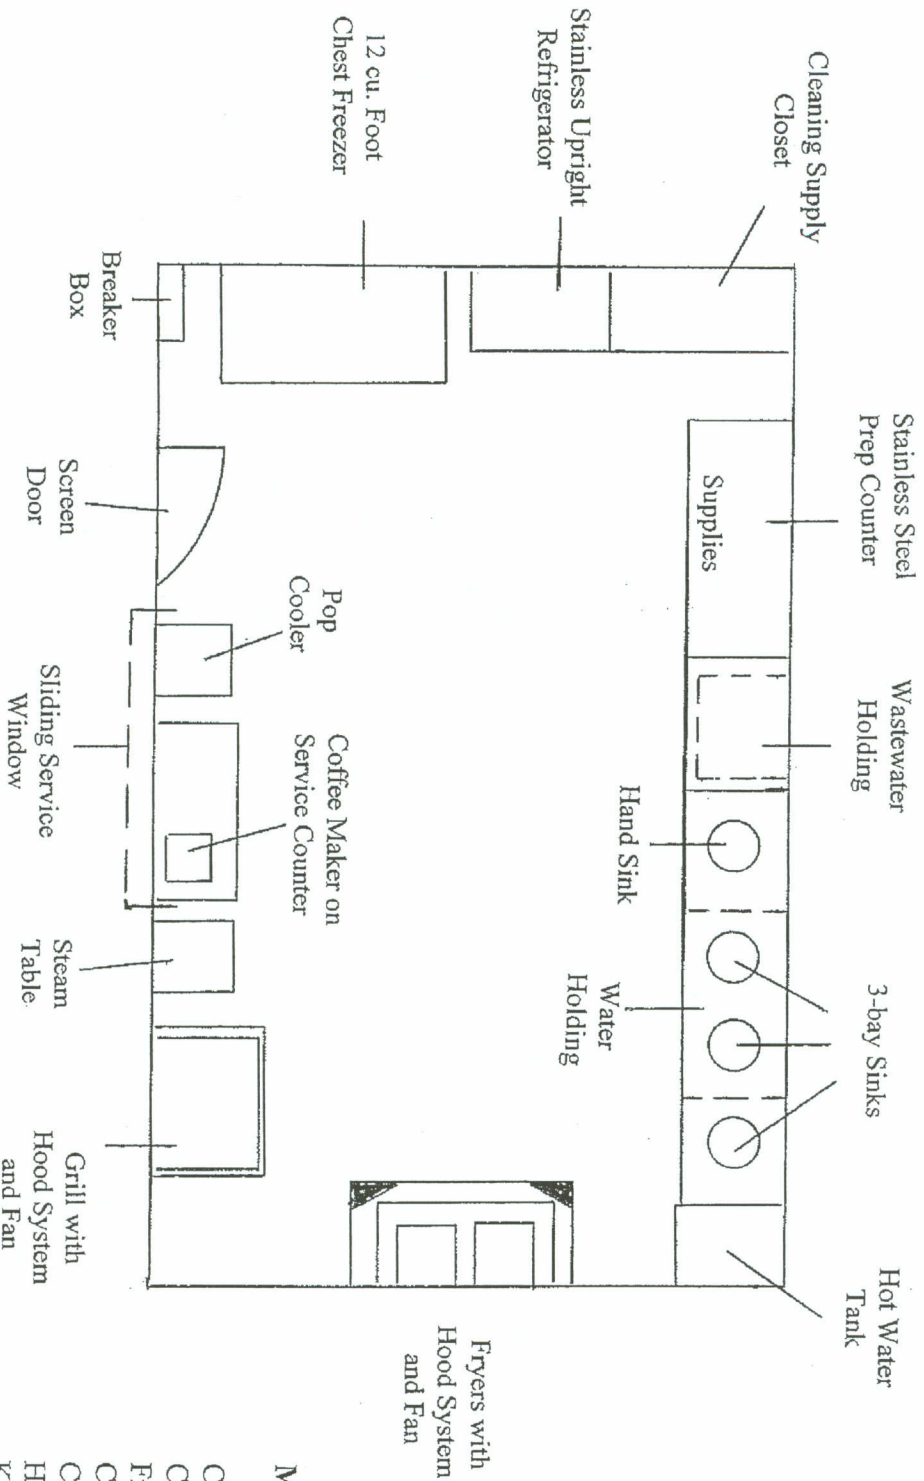 Cleaning Supply
Closet
Stainless Upright
Refrigerator
12 cu. Foot
Chest Freezer
Breaker
Box
Stainless Steel
Prep Counter
Supplies
Wastewater
Holding
Hand Sink
3-bay Sinks
Water
Holding
Hot Water
Tank
Screen
Door
Pop
Cooler
Sliding Service
Window
Coffee Maker on
Service Counter
Steam
Table
Grill with
Hood System
and Fan
Fryers with
Hood System
and Fan